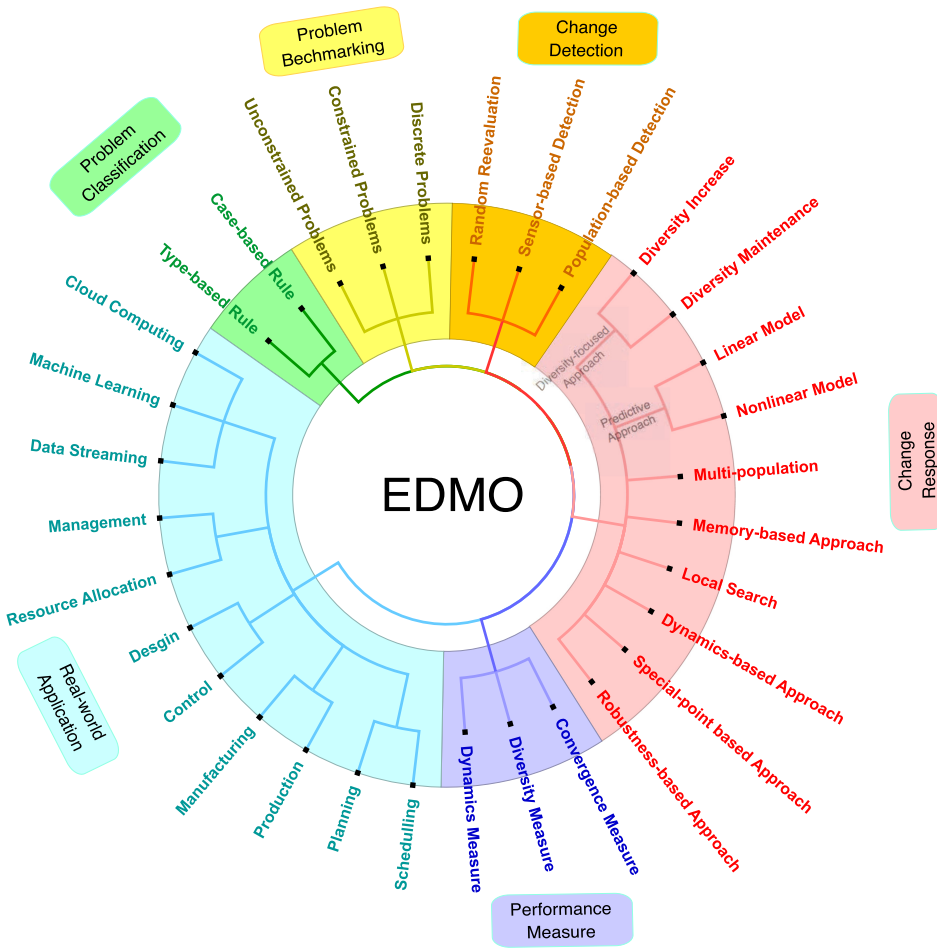 Problem
Bechmarking
Change
Detection
Problem
Classification
Unconstrained Problems
Constrained Problems
Discrete Problems
Random Reevaluation
Sensor-based Detection
Population-based Detection
Case-based Rule
Type-based Rule
Diversity Increase
Diversity Maintenance
Linear Model
Nonlinear Model
Diversity-focused
Approach
Predictive
Approach
Multi-population
Memory-based Approach
Local Search
Dynamics-based Approach
Special-point based Approach
Robustness-based Approach
Change
Response
EDMO
Cloud Computing
Machine Learning
Data Streaming
Management
Resource Allocation
Desgin
Control
Manufacturing
Production
Planning
Schedulling
Real-world
Application
Dynamics Measure
Diversity Measure
Convergence Measure
Performance
Measure